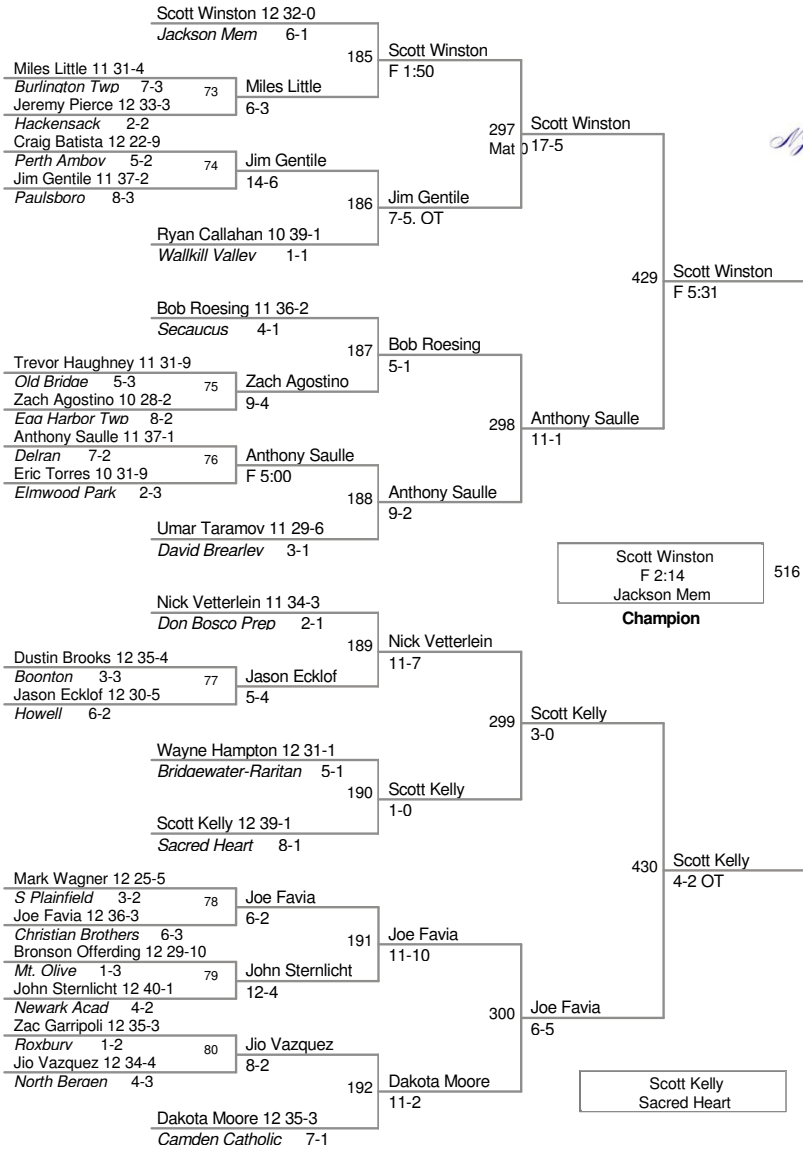 Scott Winston 12 32-0
Jackson Mem 6-1
185 Scott Winston
F 1:50
Miles Little 11 31-4
Burlington Twp 7-3
73 Miles Little
6-3
Jeremy Pierce 12 33-3
Hackensack 2-2
297 Scott Winston
Mat 0 17-5
Craig Batista 12 22-9
Perth Amboy 5-2
74 Jim Gentile
14-6
Jim Gentile 11 37-2
Paulsboro 8-3
186 Jim Gentile
7-5. OT
Ryan Callahan 10 39-1
Wallkill Valley 1-1
429 Scott Winston
F 5:31
Bob Roesing 11 36-2
Secaucus 4-1
187 Bob Roesing
5-1
Trevor Haughney 11 31-9
Old Bridge 5-3
75 Zach Agostino
9-4
Zach Agostino 10 28-2
Egg Harbor Twp 8-2
298 Anthony Saulle
11-1
Anthony Saulle 11 37-1
Delran 7-2
76 Anthony Saulle
F 5:00
Eric Torres 10 31-9
Elmwood Park 2-3
188 Anthony Saulle
9-2
Umar Taramov 11 29-6
David Brearley 3-1
Scott Winston
F 2:14
Jackson Mem
516
Champion
Nick Vetterlein 11 34-3
Don Bosco Prep 2-1
189 Nick Vetterlein
11-7
Dustin Brooks 12 35-4
Boonton 3-3
77 Jason Ecklof
5-4
Jason Ecklof 12 30-5
Howell 6-2
299 Scott Kelly
3-0
Wayne Hampton 12 31-1
Bridgewater-Raritan 5-1
190 Scott Kelly
1-0
Scott Kelly 12 39-1
Sacred Heart 8-1
430 Scott Kelly
4-2 OT
Mark Wagner 12 25-5
S Plainfield 3-2
78 Joe Favia
6-2
Joe Favia 12 36-3
Christian Brothers 6-3
191 Joe Favia
11-10
Bronson Offerding 12 29-10
Mt. Olive 1-3
79 John Sternlicht
12-4
John Sternlicht 12 40-1
Newark Acad 4-2
300 Joe Favia
6-5
Zac Garripoli 12 35-3
Roxbury 1-2
80 Jio Vazquez
8-2
Jio Vazquez 12 34-4
North Bergen 4-3
192 Dakota Moore
11-2
Dakota Moore 12 35-3
Camden Catholic 7-1
Scott Kelly
Sacred Heart